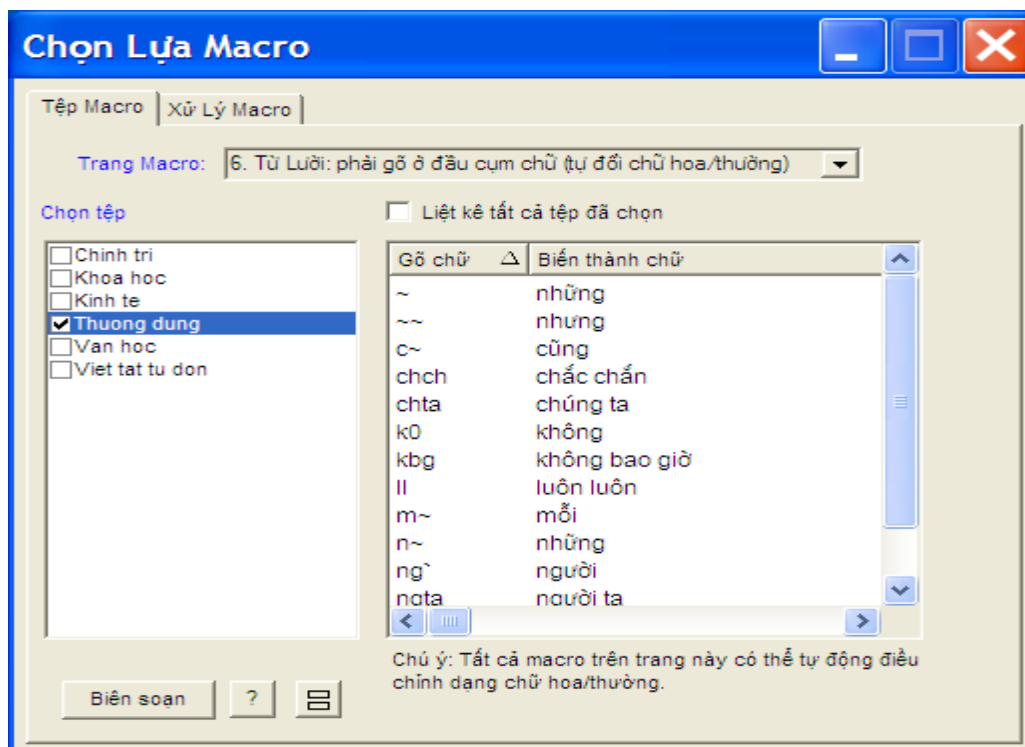 Chọn Lựa Macro
Tệp Macro
Xử Lý Macro
Trang Macro:
6. Từ Lười: phải gõ ở đầu cụm chữ (tự đổi chữ hoa/thường)
Chọn tệp
Liệt kê tất cả tệp đã chọn
Chinh tri
Khoa hoc
Kinh te
Thuong dung
Van hoc
Viet tat tu don
Gõ chữ Biến thành chữ
~ những
~~ nhưng
c~ cũng
chch chắc chắn
chta chúng ta
k0 không
kbg không bao giờ
ll luôn luôn
m~ mỗi
n~ những
ng` người
ngta người ta
Chú ý: Tất cả macro trên trang này có thể tự động điều
chỉnh dạng chữ hoa/thường.
Biên soạn
?